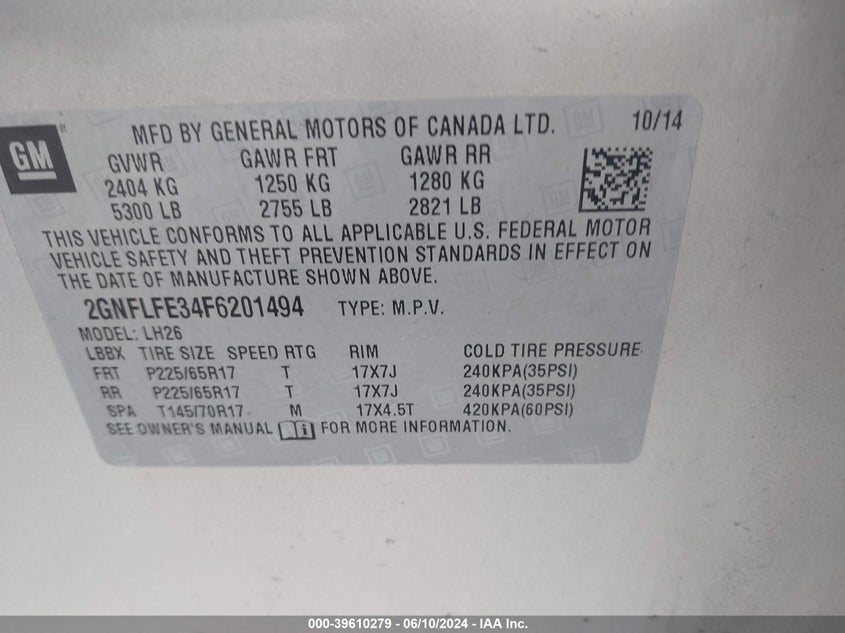 GM
MFD BY GENERAL MOTORS OF CANADA LTD. 10/14
GVWR GAWR FRT GAWR RR
2404 KG 1250 KG 1280 KG
5300 LB 2755 LB 2821 LB
THIS VEHICLE CONFORMS TO ALL APPLICABLE U.S. FEDERAL MOTOR
VEHICLE SAFETY AND THEFT PREVENTION STANDARDS IN EFFECT ON
THE DATE OF MANUFACTURE SHOWN ABOVE.
2GNFLFE34F6201494 TYPE: M.P.V.
MODEL: LH26
LBBX TIRE SIZE SPEED RTG RIM COLD TIRE PRESSURE
FRT P225/65R17 T 17X7J 240KPA(35PSI)
RR P225/65R17 T 17X7J 240KPA(35PSI)
SPA T145/70R17 M 17X4.5T 420KPA(60PSI)
SEE OWNER'S MANUAL i FOR MORE INFORMATION.
000-39610279 - 06/10/2024 - IAA Inc.